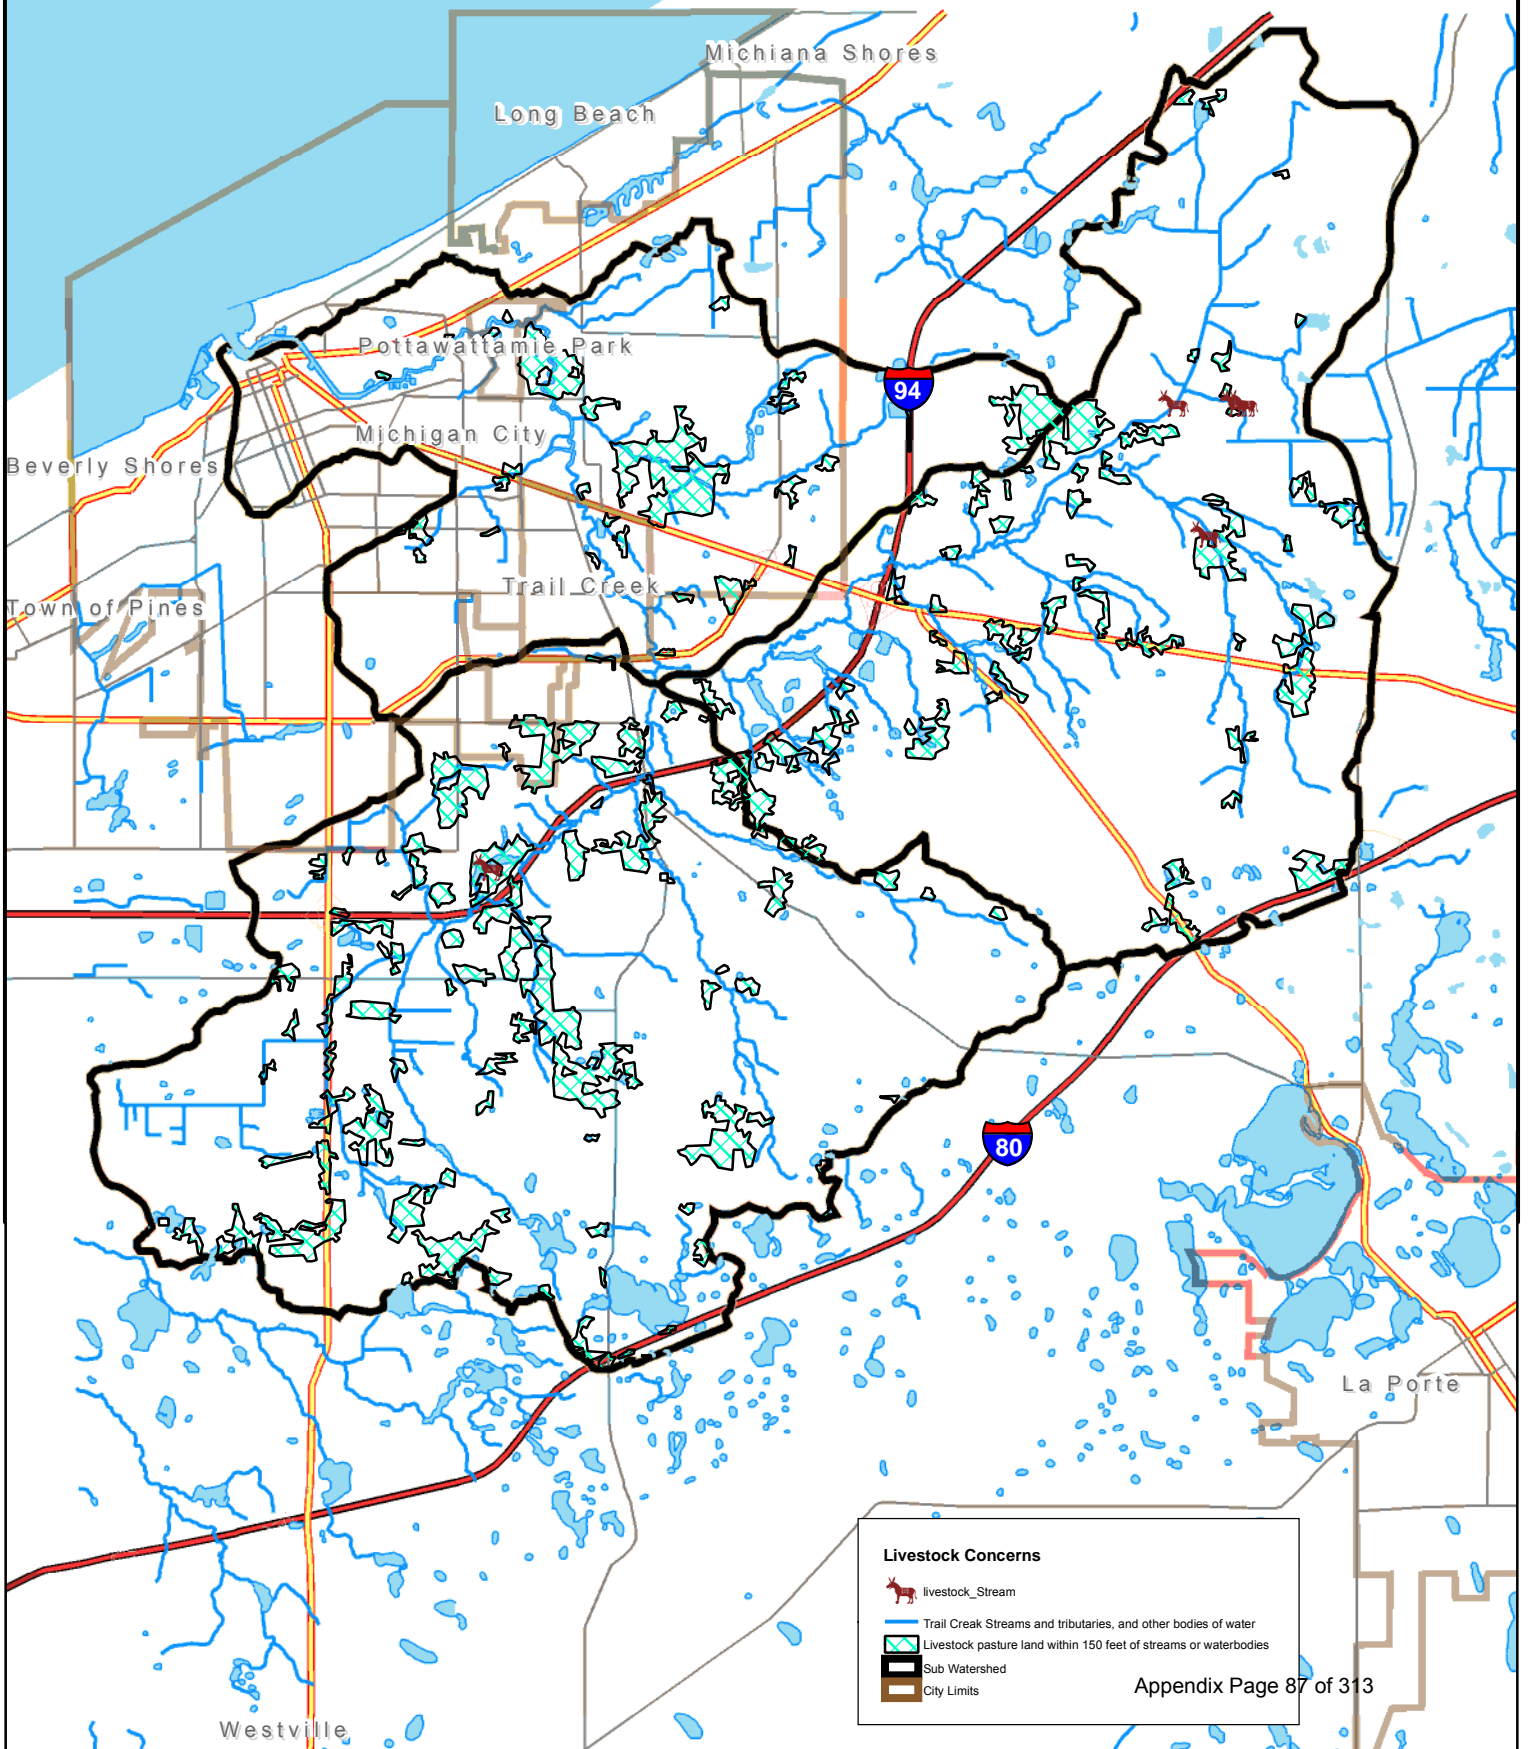 Michiana Shores
Long Beach
Pottawattamie Park
94
Michigan City
Beverly Shores
Trail Creek
Town of Pines
80
La Porte
Livestock Concerns
livestock_Stream
Trail Creak Streams and tributaries, and other bodies of water
Livestock pasture land within 150 feet of streams or waterbodies
Sub Watershed
City Limits
Appendix Page 87 of 313
Westville